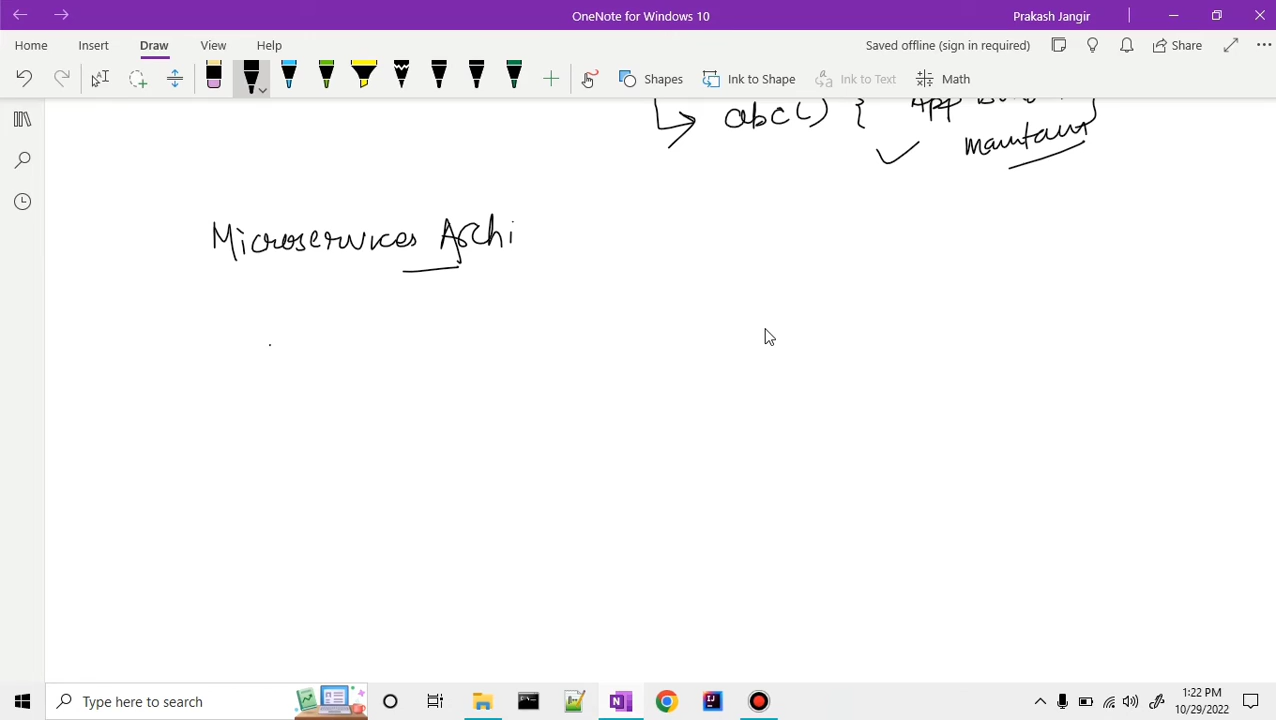 OneNote for Windows 10
Prakash Jangir
Home Insert Draw View Help
Saved offline (sign in required)
Share
Shapes
Ink to Shape
Ink to Text
Math
abc() { App }
maintain
Microservices Archi
Type here to search
1:22 PM
10/29/2022